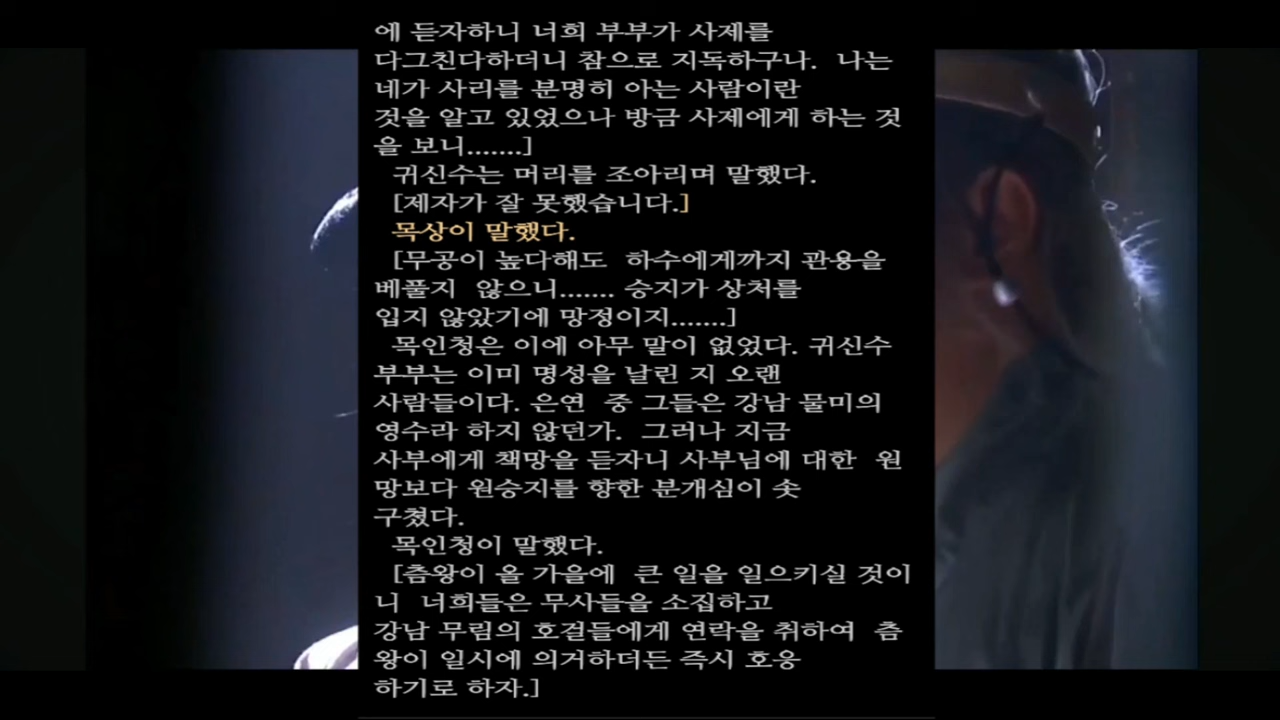 에 듣자하니 너희 부부가 사제를
다그친다하더니 참으로 지독하구나. 나는
네가 사리를 분명히 아는 사람이란
것을 알고 있었으나 방금 사제에게 하는 것
을 보니.......]
귀신수는 머리를 조아리며 말했다.
[제자가 잘 못했습니다.]
목상이 말했다.
[무공이 높다해도 하수에게까지 관용을
베풀지 않으니....... 승지가 상처를
입지 않았기에 망정이지.......]
목인청은 이에 아무 말이 없었다. 귀신수
부부는 이미 명성을 날린 지 오랜
사람들이다. 은연 중 그들은 강남 물미의
영수라 하지 않던가. 그러나 지금
사부에게 책망을 듣자니 사부님에 대한 원
망보다 원승지를 향한 분개심이 솟
구쳤다.
목인청이 말했다.
[츰왕이 올 가을에 큰 일을 일으키실 것이
니 너희들은 무사들을 소집하고
강남 무림의 호걸들에게 연락을 취하여 츰
왕이 일시에 의거하더든 즉시 호응
하기로 하자.]